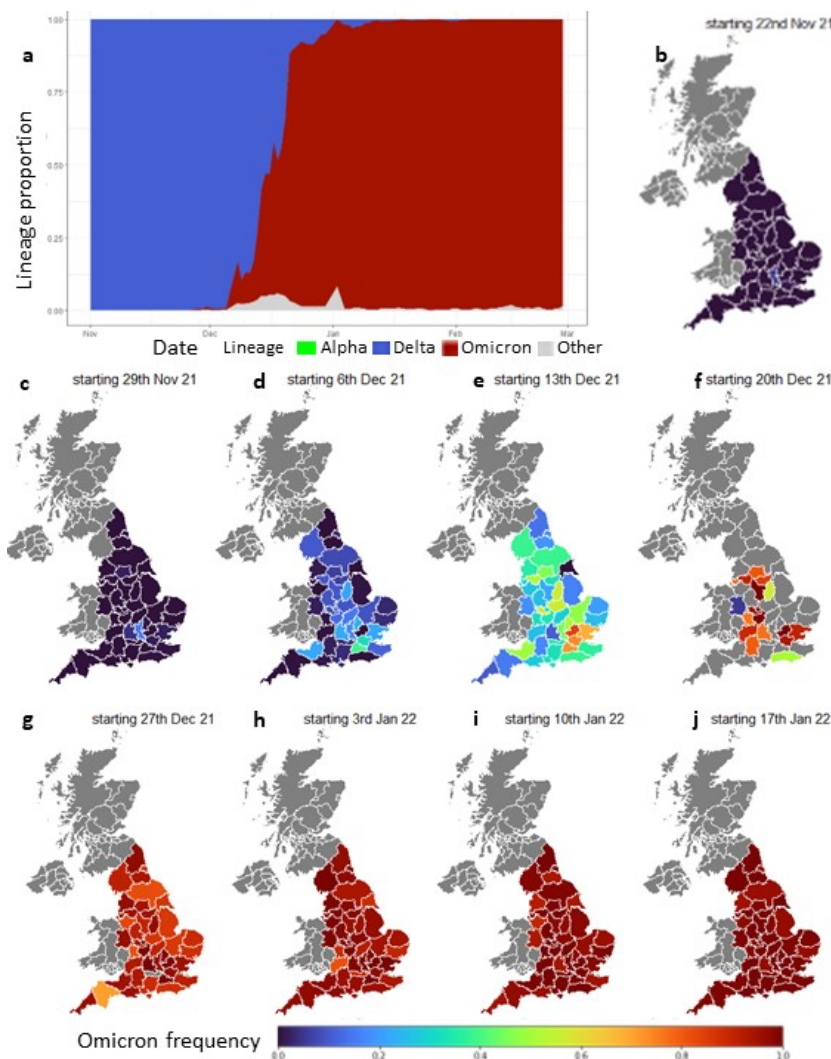 starting 22nd Nov 21
a
b
1.00
0.75
0.50
0.25
0.00
Lineage proportion
Nov Dec Jan Feb Mar
Date Lineage Alpha Delta Omicron Other
c starting 29th Nov 21 d starting 6th Dec 21 e starting 13th Dec 21 f starting 20th Dec 21
g starting 27th Dec 21 h starting 3rd Jan 22 i starting 10th Jan 22 j starting 17th Jan 22
Omicron frequency
0.0 0.2 0.4 0.6 0.8 1.0